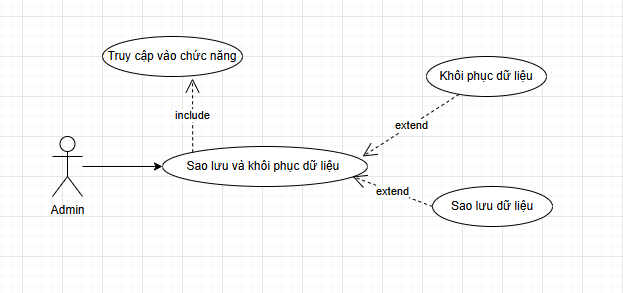 Truy cập vào chức năng
Khôi phục dữ liệu
include
extend
Sao lưu và khôi phục dữ liệu
extend
Sao lưu dữ liệu
Admin